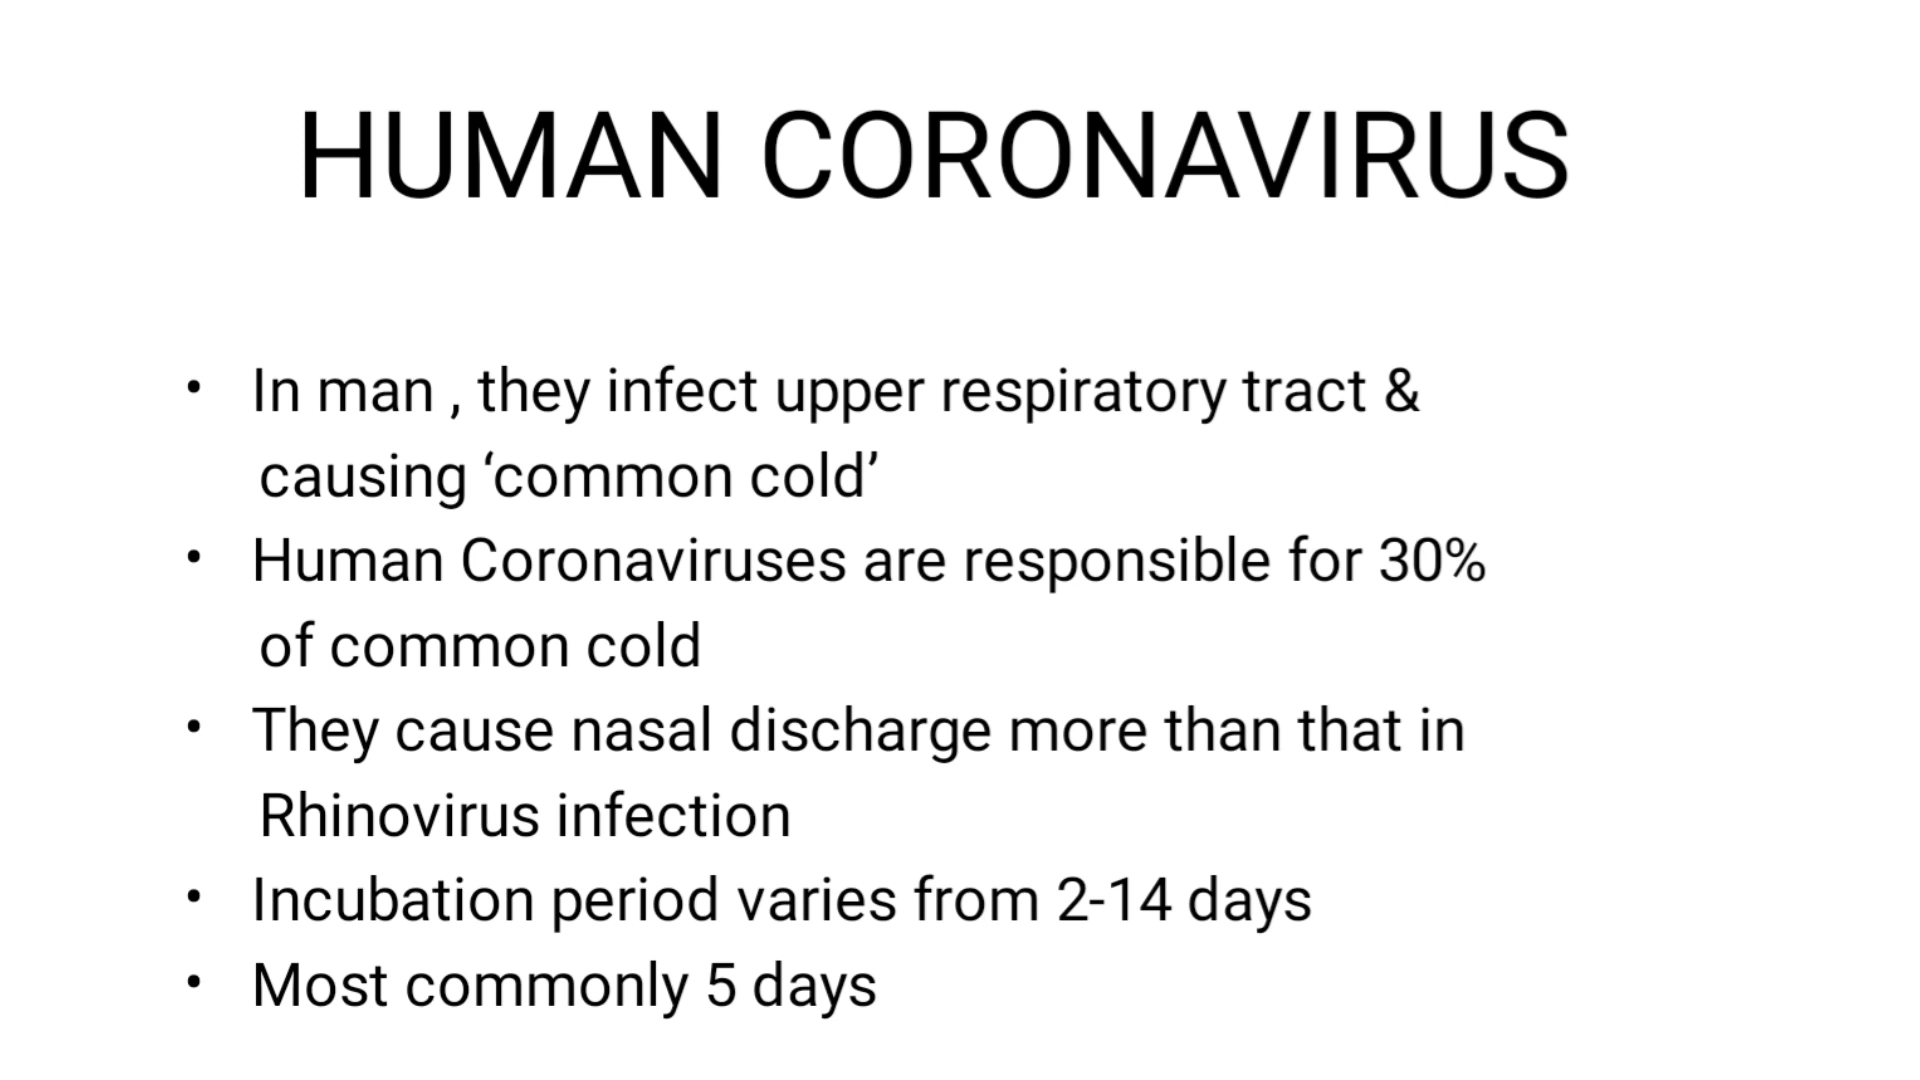 HUMAN CORONAVIRUS
• In man , they infect upper respiratory tract &
causing ‘common cold’
• Human Coronaviruses are responsible for 30%
of common cold
• They cause nasal discharge more than that in
Rhinovirus infection
• Incubation period varies from 2-14 days
• Most commonly 5 days